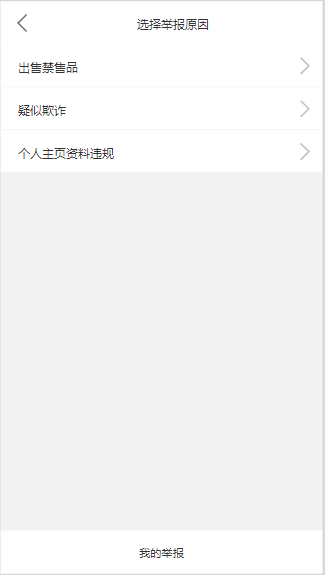 选择举报原因
出售禁售品
疑似欺诈
个人主页资料违规
我的举报